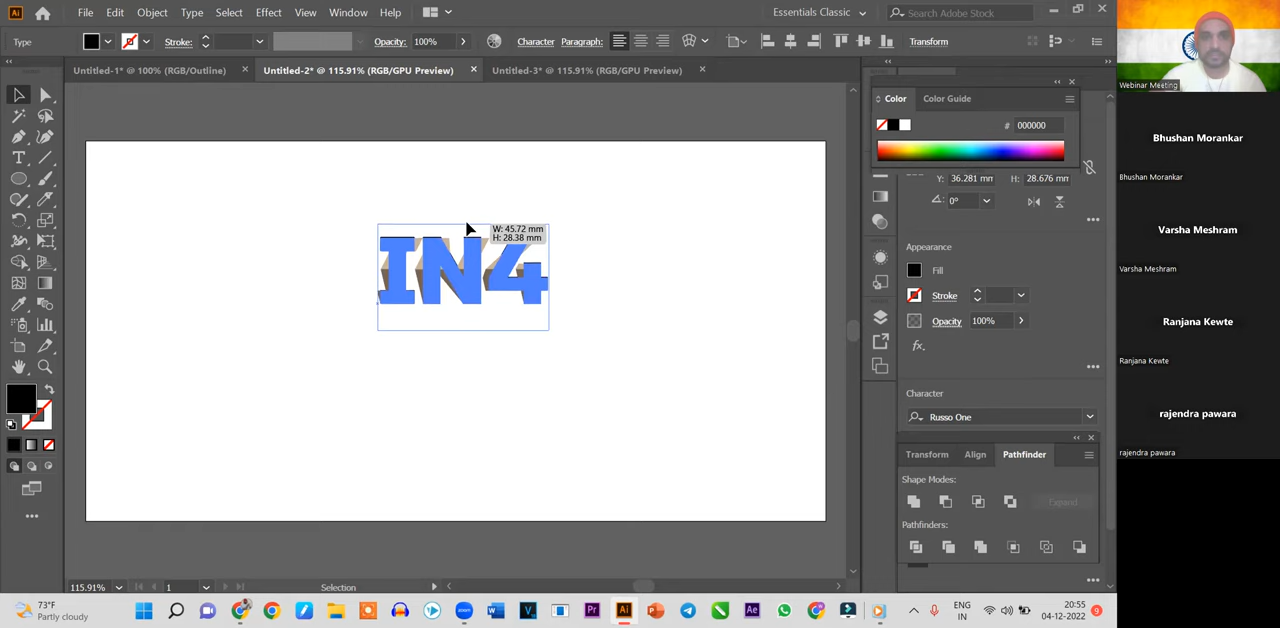 Ai File Edit Object Type Select Effect View Window Help Essentials Classic Search Adobe Stock
Type Stroke: Opacity: 100% Character Paragraph: Transform
Untitled-1* @ 100% (RGB/Outline) × Untitled-2* @ 115.91% (RGB/GPU Preview) × Untitled-3* @ 115.91% (RGB/GPU Preview) ×
Color Color Guide
# 000000
Y: 36.281 mm H: 28.676 mm
0°
Appearance
Fill
Stroke
Opacity 100%
fx.
Character
Russo One
Transform Align Pathfinder
Shape Modes:
Expand
Pathfinders:
W: 45.72 mm
H: 28.38 mm
IN4
115.91% 1 Selection
73°F
Partly cloudy
W V Pr Ai P Ae
ENG
IN
20:55
04-12-2022
9
Webinar Meeting
Bhushan Morankar
Bhushan Morankar
Varsha Meshram
Varsha Meshram
Ranjana Kewte
Ranjana Kewte
rajendra pawara
rajendra pawara